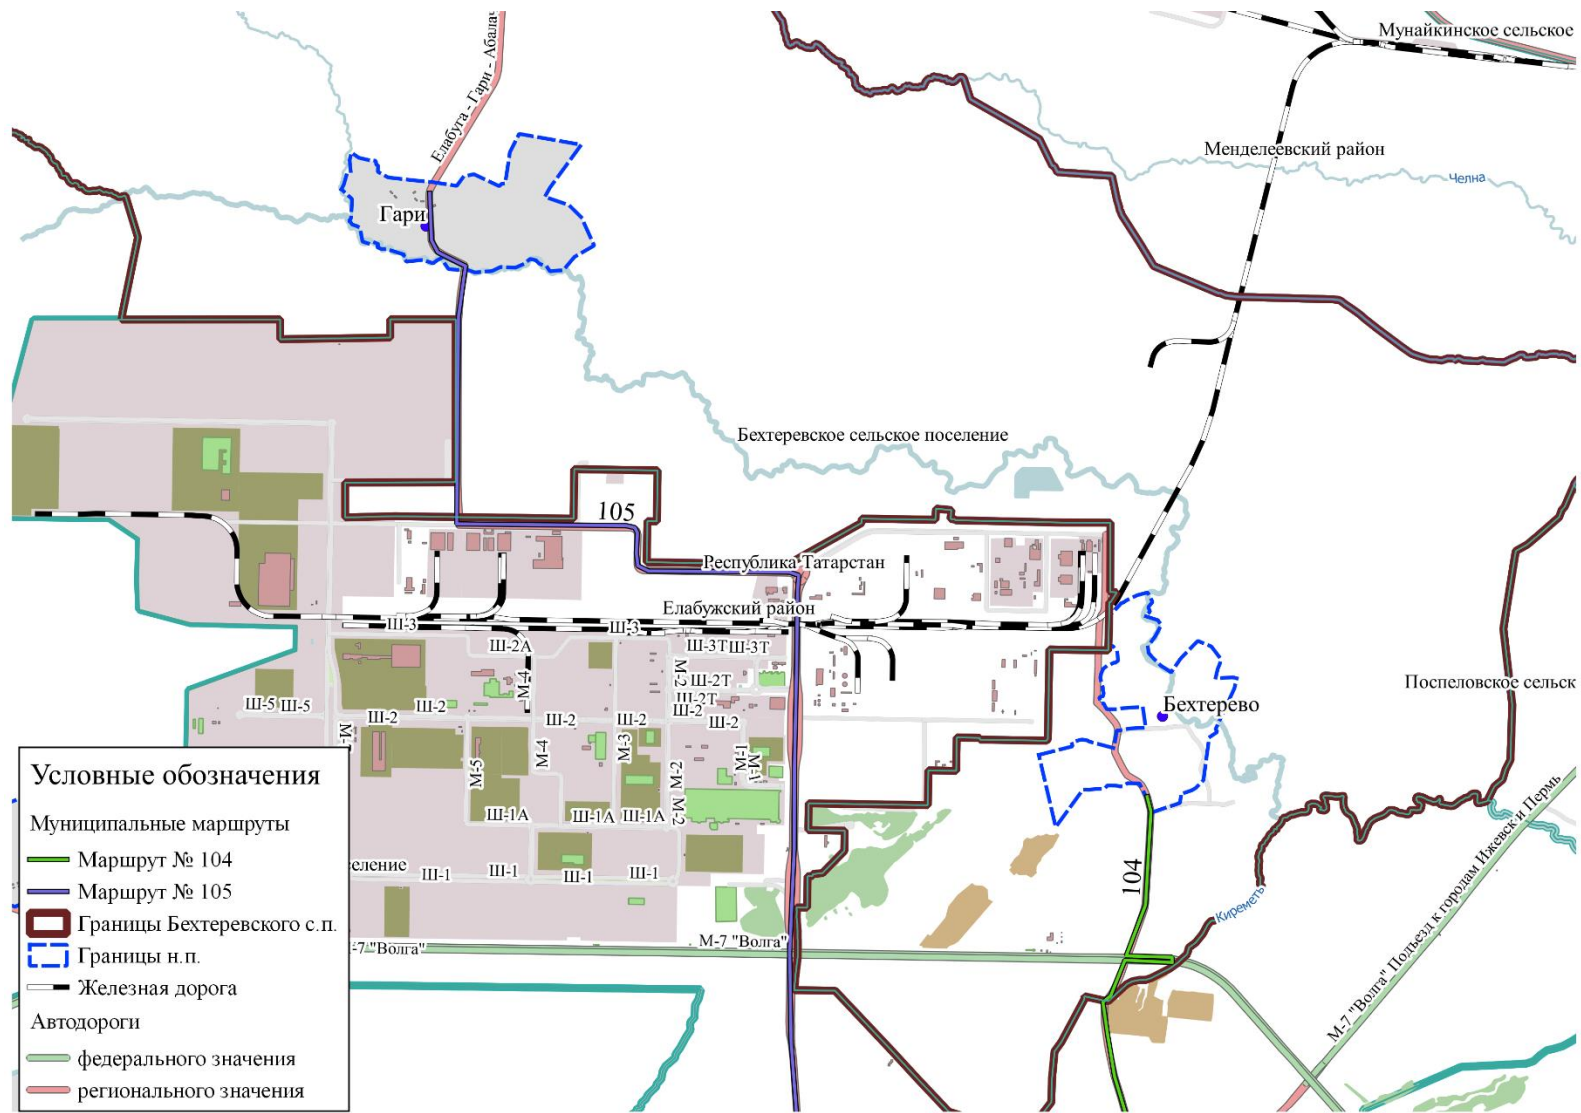 Мунайкинское сельское
Елабуга - Гари - Абалач
Менделеевский район
Челна
Гари
Бехтеревское сельское поселение
105
Республика Татарстан
Елабужский район
Ш-3
Ш-3
Ш-2А
Ш-3Т
Ш-3Т
М-2
Ш-2Т
М-4
Ш-2Т
Ш-5
Ш-5
Ш-2
Ш-2
Ш-2
Ш-2
Ш-2
Ш-2
Поспеловское сельск
Бехтерево
М-5
М-4
М-3
М-2
М-1
М-2
Ш-1А
Ш-1А
Ш-1А
еление
Ш-1
Ш-1
Ш-1
Ш-1
104
Киреметь
М-7 "Волга"
-7 "Волга"
М-7 "Волга" Подъезд к городам Ижевск и Пермь
Условные обозначения
Муниципальные маршруты
Маршрут № 104
Маршрут № 105
Границы Бехтеревского с.п.
Границы н.п.
Железная дорога
Автодороги
федерального значения
регионального значения